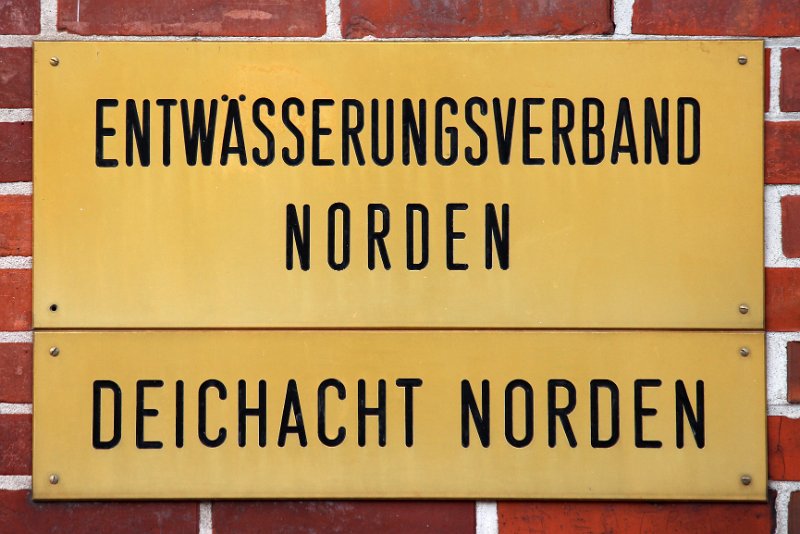 ENTWÄSSERUNGSVERBAND
NORDEN
DEICHACHT NORDEN